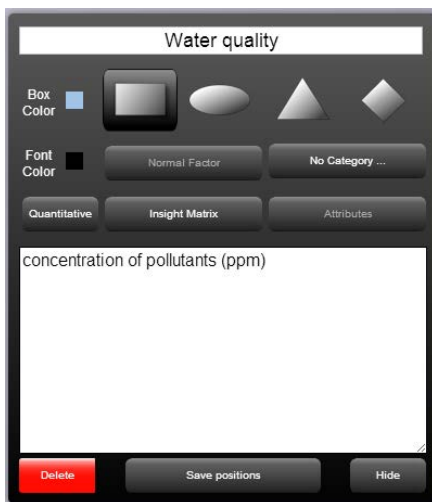 Water quality
Box
Color
Font
Color
Normal Factor
No Category ...
Quantitative
Insight Matrix
Attributes
concentration of pollutants (ppm)
Delete
Save positions
Hide